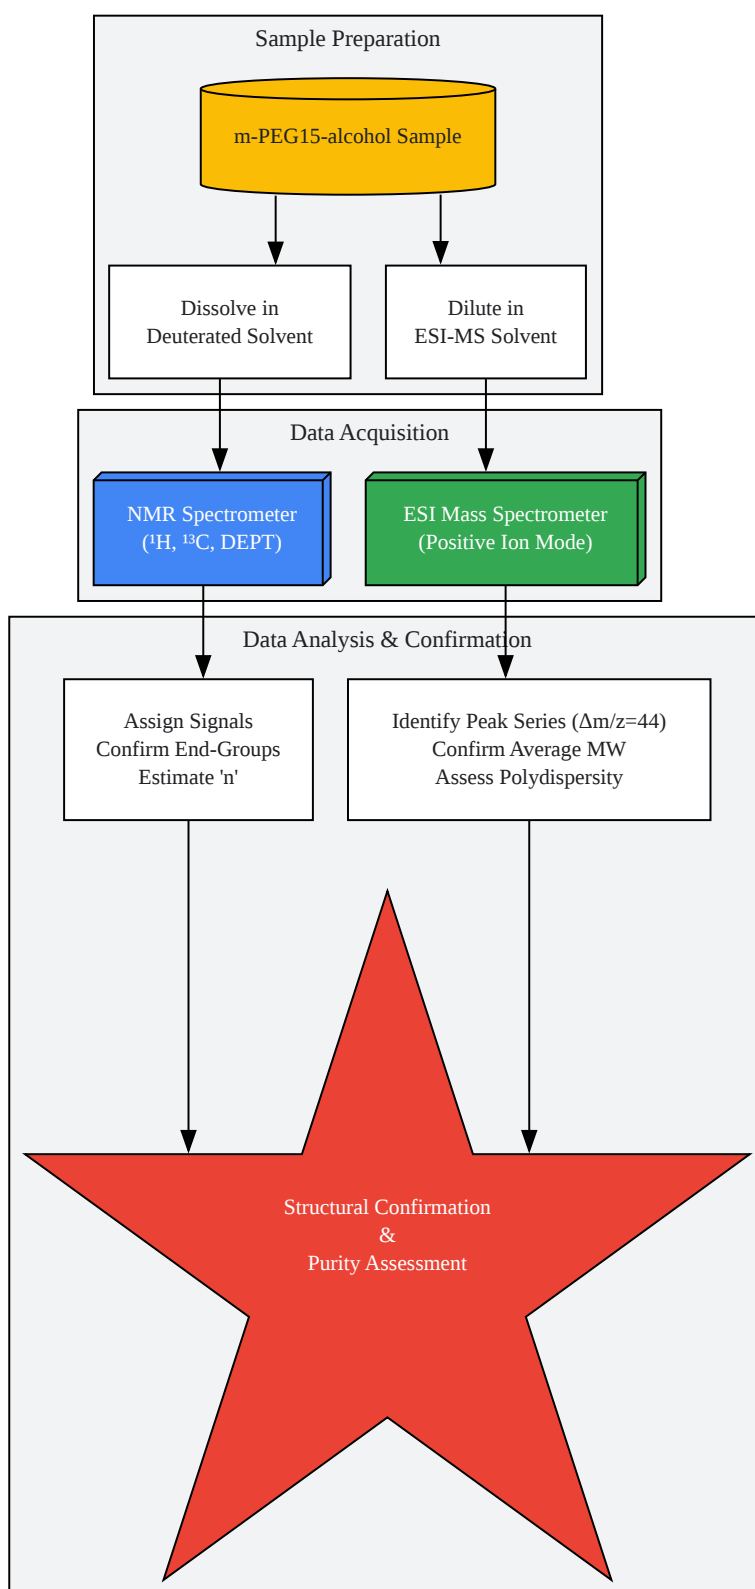 Sample Preparation
m-PEG15-alcohol Sample
Dissolve in
Deuterated Solvent
Dilute in
ESI-MS Solvent
Data Acquisition
NMR Spectrometer
(¹H, ¹³C, DEPT)
ESI Mass Spectrometer
(Positive Ion Mode)
Data Analysis & Confirmation
Assign Signals
Confirm End-Groups
Estimate 'n'
Identify Peak Series (Δm/z=44)
Confirm Average MW
Assess Polydispersity
Structural Confirmation
&
Purity Assessment